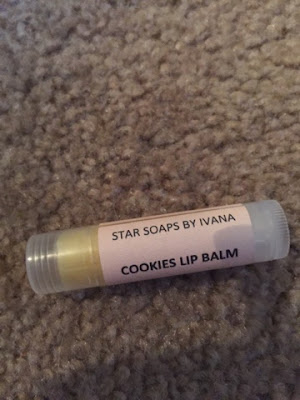 STAR SOAPS BY IVANA
COOKIES LIP BALM